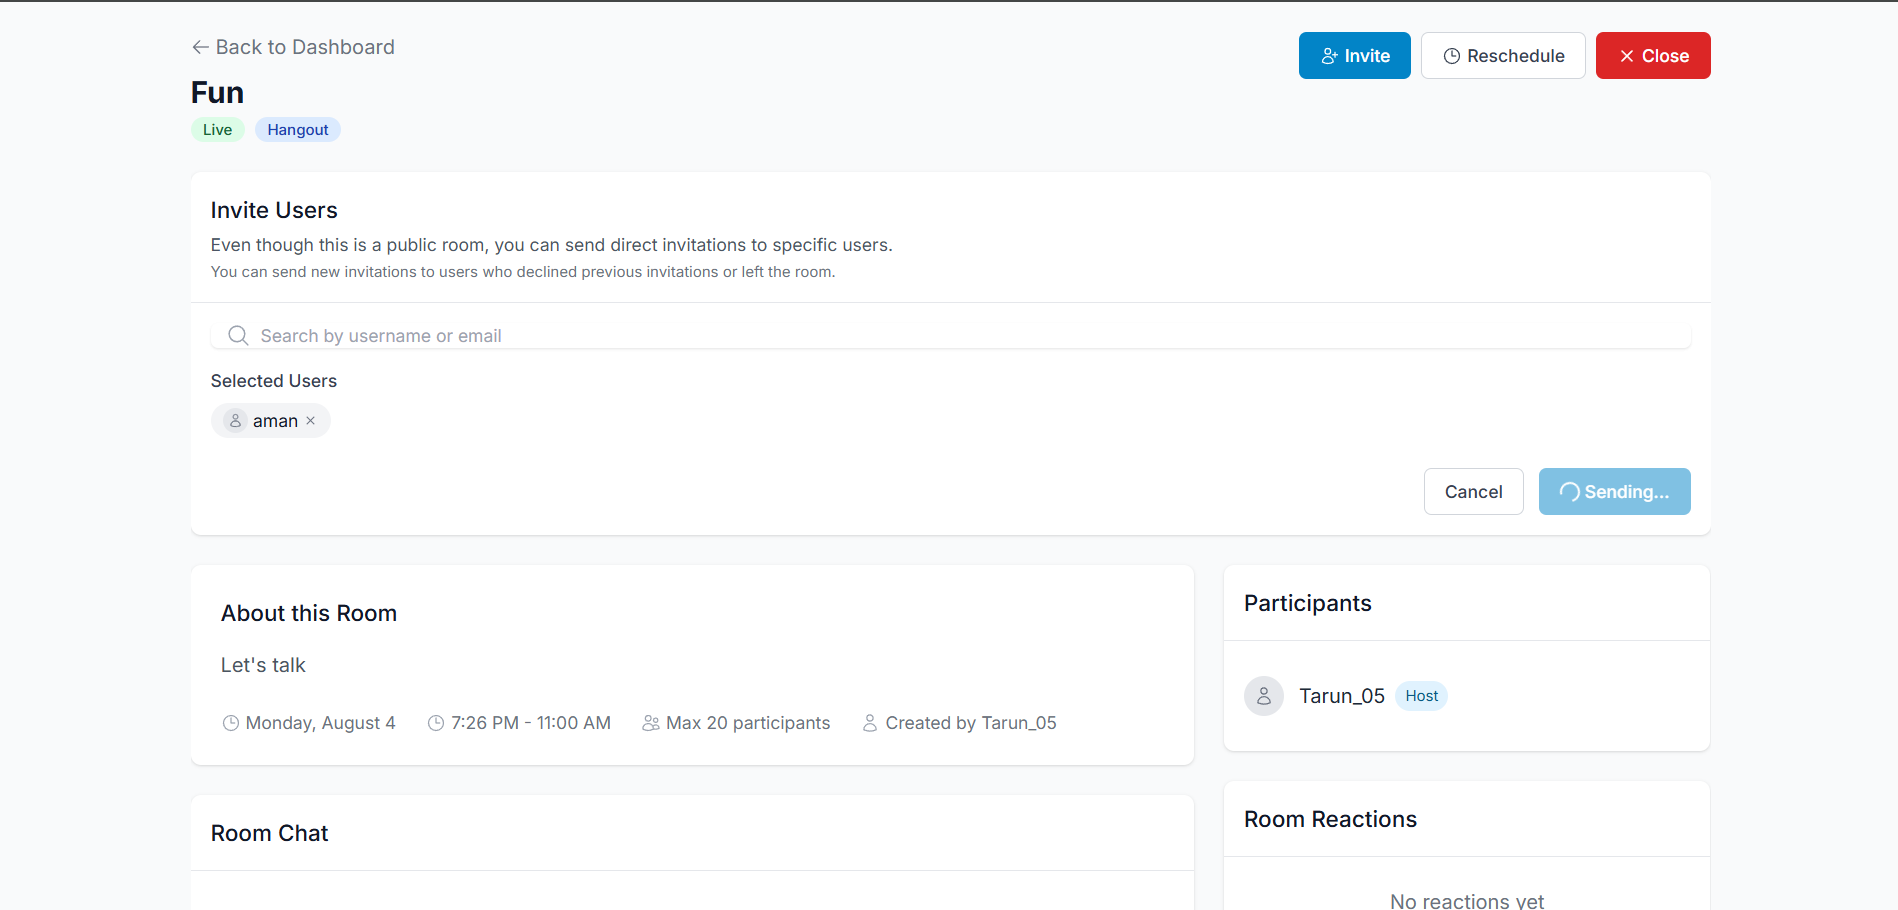 Back to Dashboard
Invite
Reschedule
Close
Fun
Live
Hangout
Invite Users
Even though this is a public room, you can send direct invitations to specific users.
You can send new invitations to users who declined previous invitations or left the room.
Search by username or email
Selected Users
aman
Cancel
Sending...
About this Room
Let's talk
Monday, August 4
7:26 PM - 11:00 AM
Max 20 participants
Created by Tarun_05
Participants
Tarun_05
Host
Room Chat
Room Reactions
No reactions yet